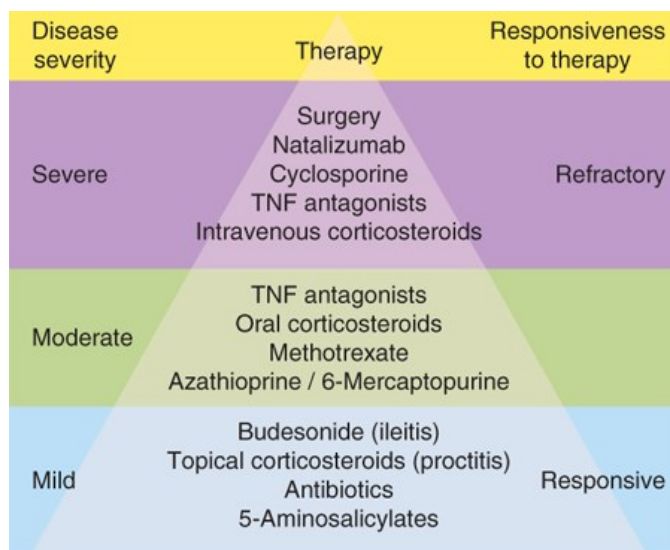 Disease
severity
Therapy
Responsiveness
to therapy
Severe
Surgery
Natalizumab
Cyclosporine
TNF antagonists
Intravenous corticosteroids
Refractory
Moderate
TNF antagonists
Oral corticosteroids
Methotrexate
Azathioprine / 6-Mercaptopurine
Mild
Budesonide (ileitis)
Topical corticosteroids (proctitis)
Antibiotics
5-Aminosalicylates
Responsive